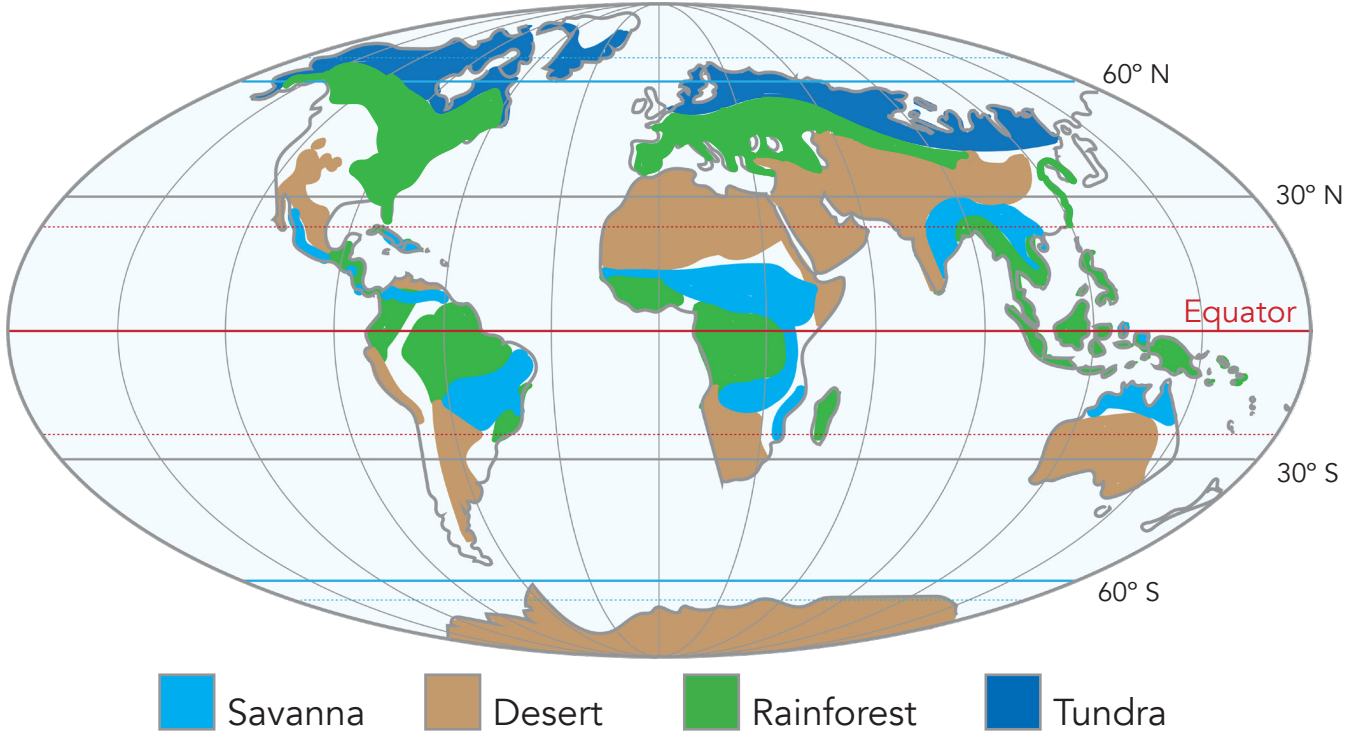 60° N
30° N
Equator
30° S
60° S
Savanna
Desert
Rainforest
Tundra